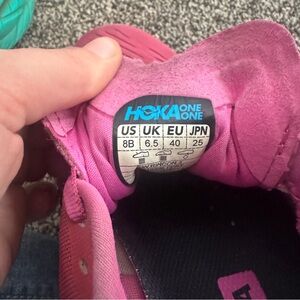 HOKA ONE ONE
US UK EU JPN
8B 6.5 40 25